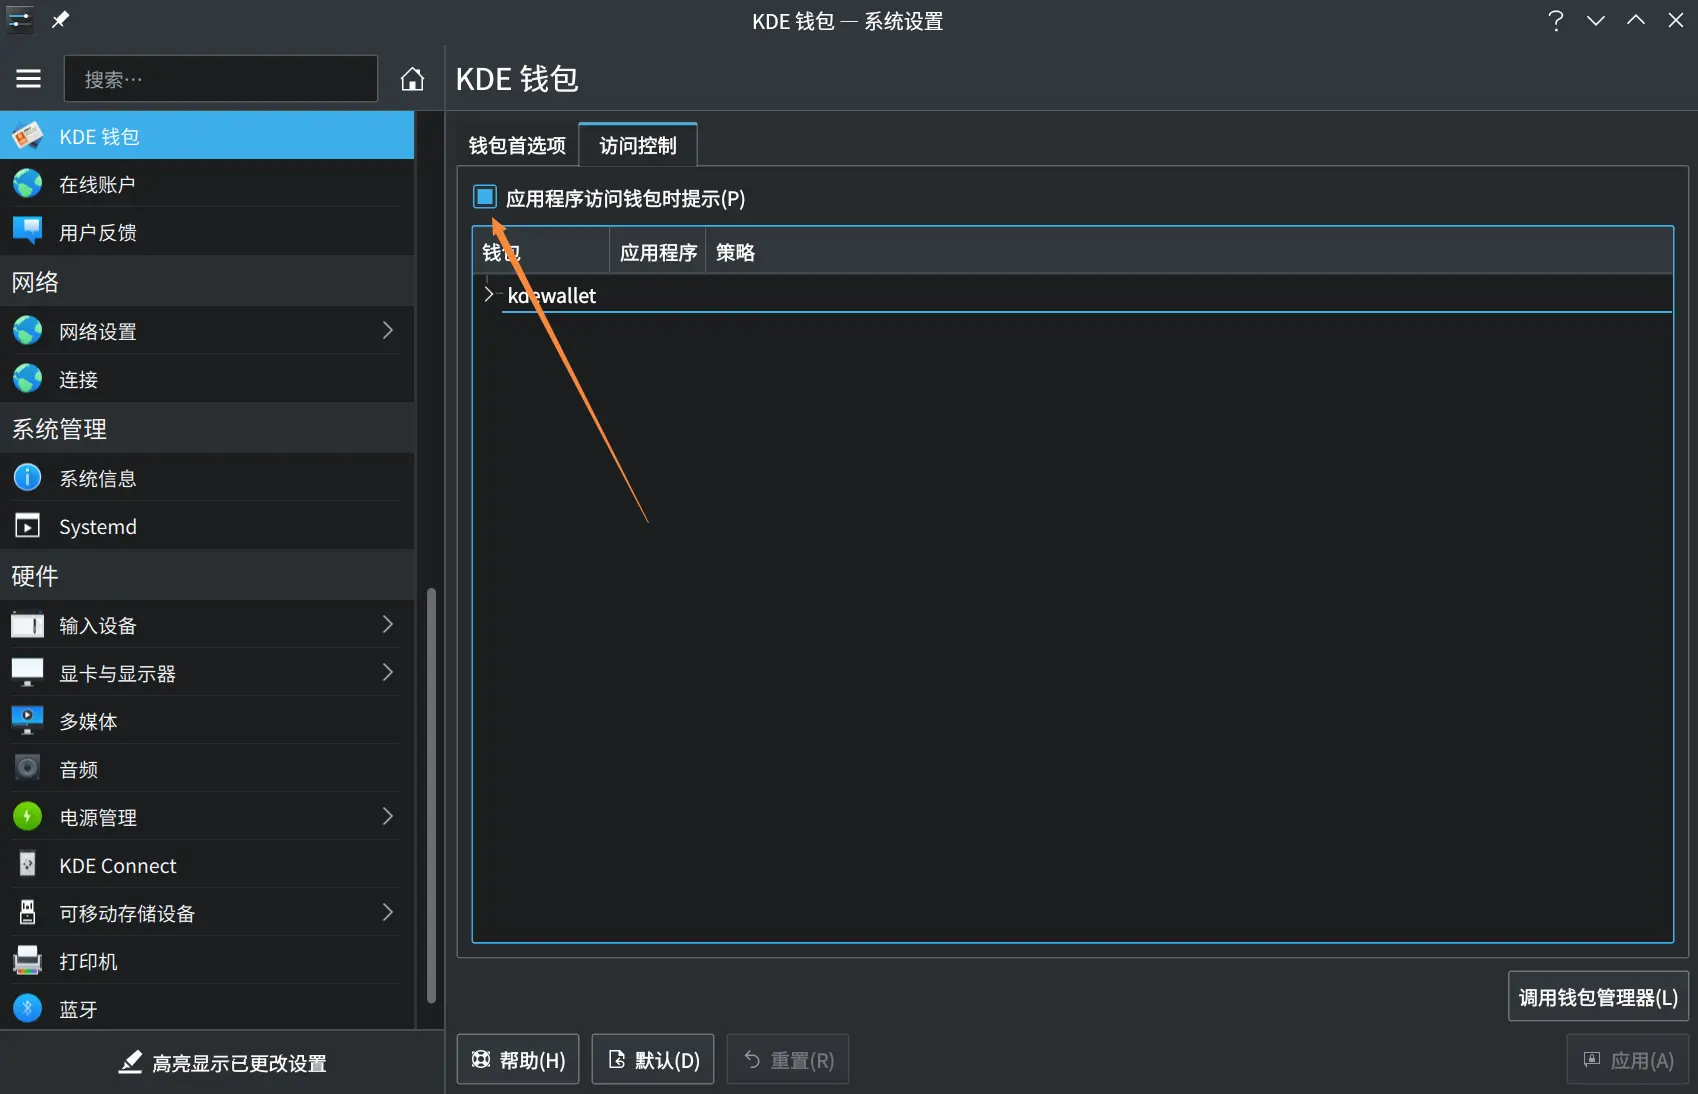 KDE 钱包 — 系统设置
搜索…
KDE 钱包
KDE 钱包
在线账户
用户反馈
网络
网络设置
连接
系统管理
系统信息
Systemd
硬件
输入设备
显卡与显示器
多媒体
音频
电源管理
KDE Connect
可移动存储设备
打印机
蓝牙
高亮显示已更改设置
钱包首选项 访问控制
应用程序访问钱包时提示(P)
钱包 应用程序 策略
kdewallet
调用钱包管理器(L)
帮助(H) 默认(D) 重置(R) 应用(A)